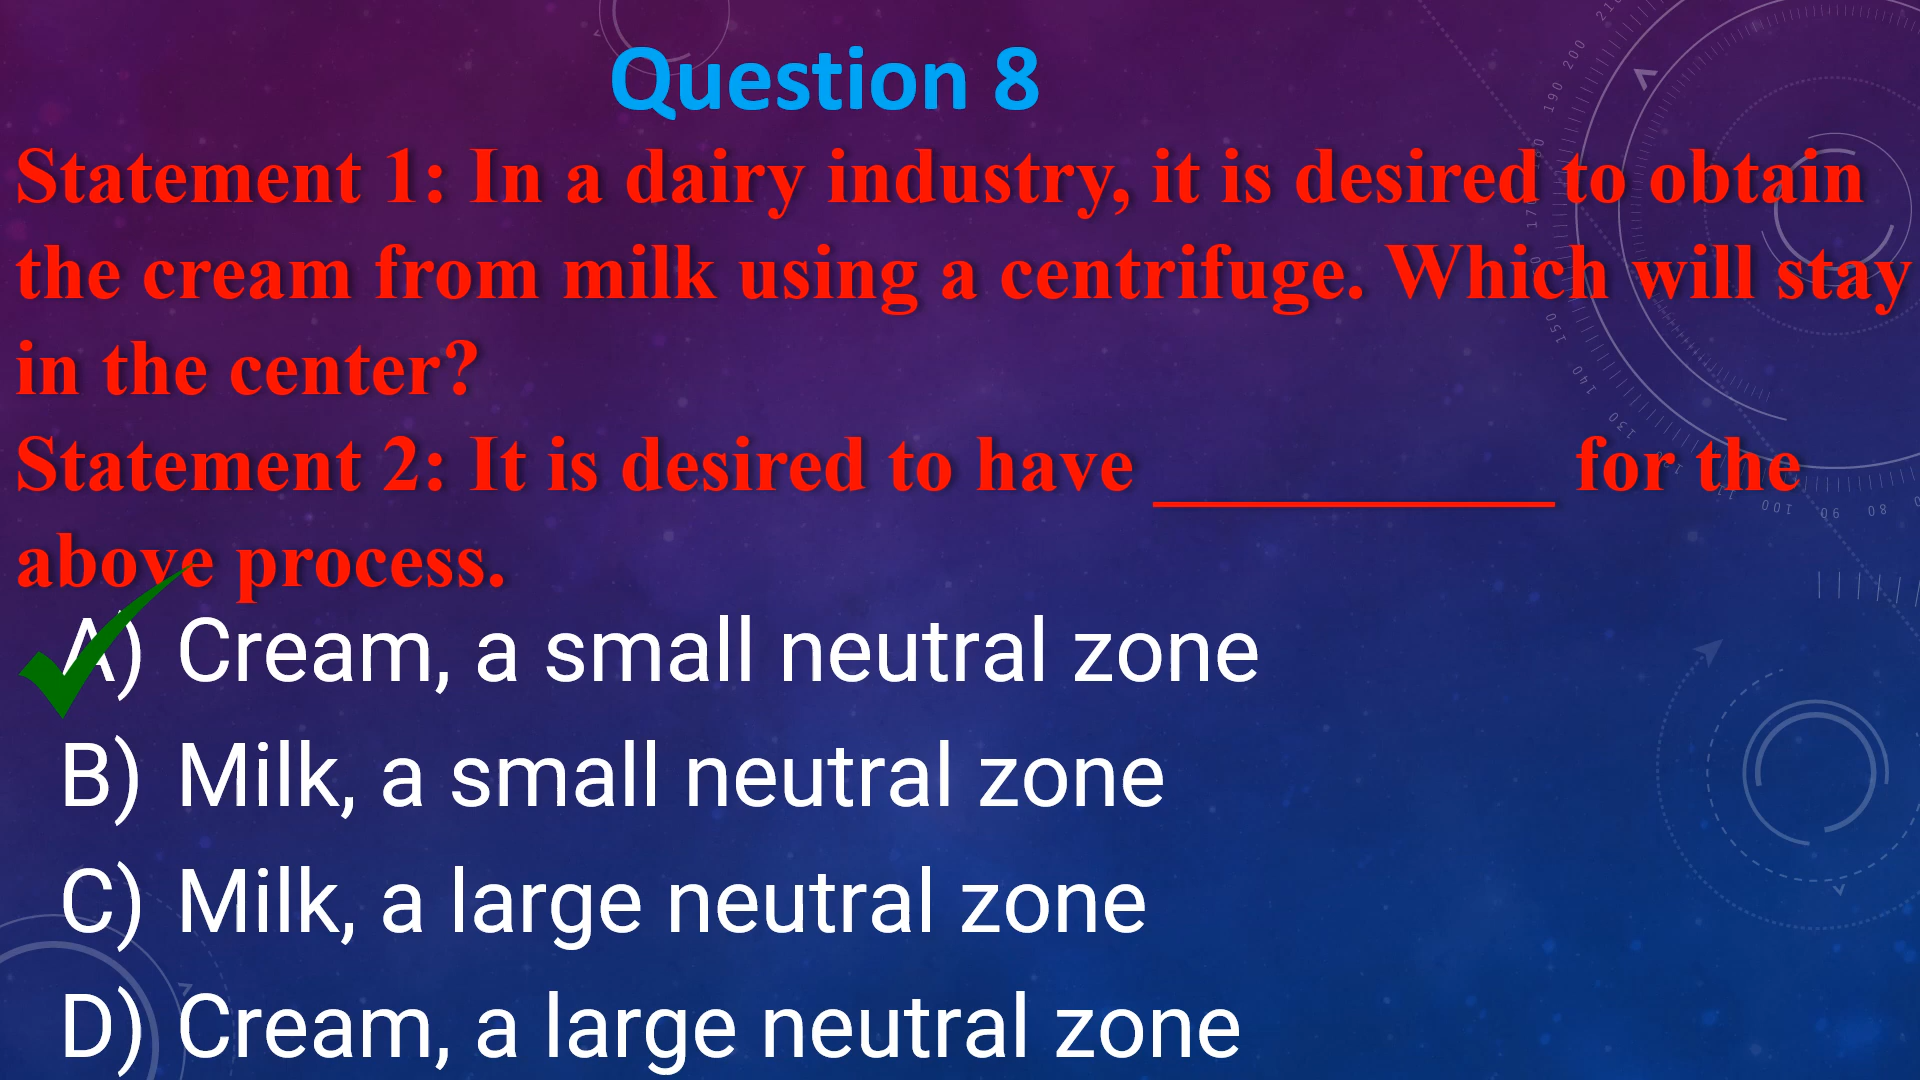 Question 8
Statement 1: In a dairy industry, it is desired to obtain
the cream from milk using a centrifuge. Which will stay
in the center?
Statement 2: It is desired to have ___________ for the
above process.
A) Cream, a small neutral zone
B) Milk, a small neutral zone
C) Milk, a large neutral zone
D) Cream, a large neutral zone